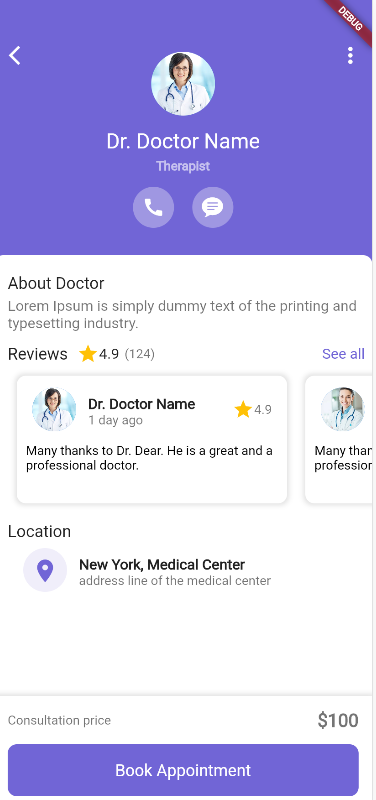 DEBUG
Dr. Doctor Name
Therapist
About Doctor
Lorem Ipsum is simply dummy text of the printing and
typesetting industry.
Reviews 4.9 (124) See all
Dr. Doctor Name 4.9
1 day ago
Many thanks to Dr. Dear. He is a great and a
professional doctor.
Many than
profession
Location
New York, Medical Center
address line of the medical center
Consultation price $100
Book Appointment